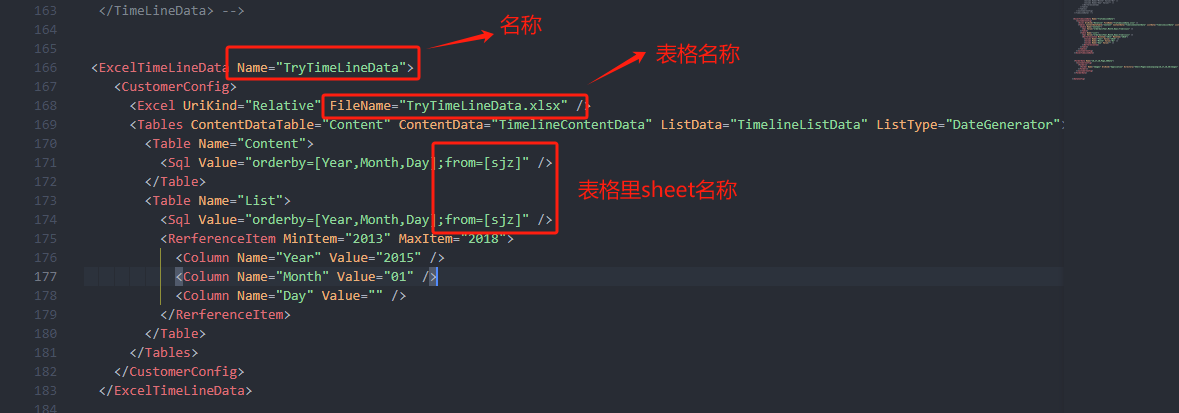 163 </TimeLineData> -->
名称
164
165
表格名称
166 <ExcelTimeLineData Name="TryTimeLineData">
167 <CustomerConfig>
168 <Excel UriKind="Relative" FileName="TryTimeLineData.xlsx" />
169 <Tables ContentDataTable="Content" ContentData="TimelineContentData" ListData="TimelineListData" ListType="DateGenerator">
170 <Table Name="Content">
171 <Sql Value="orderby=[Year,Month,Day];from=[sjz]" />
172 </Table>
表格里sheet名称
173 <Table Name="List">
174 <Sql Value="orderby=[Year,Month,Day];from=[sjz]" />
175 <RerferenceItem MinItem="2013" MaxItem="2018">
176 <Column Name="Year" Value="2015" />
177 <Column Name="Month" Value="01" />
178 <Column Name="Day" Value="" />
179 </RerferenceItem>
180 </Table>
181 </Tables>
182 </CustomerConfig>
183 </ExcelTimeLineData>
184